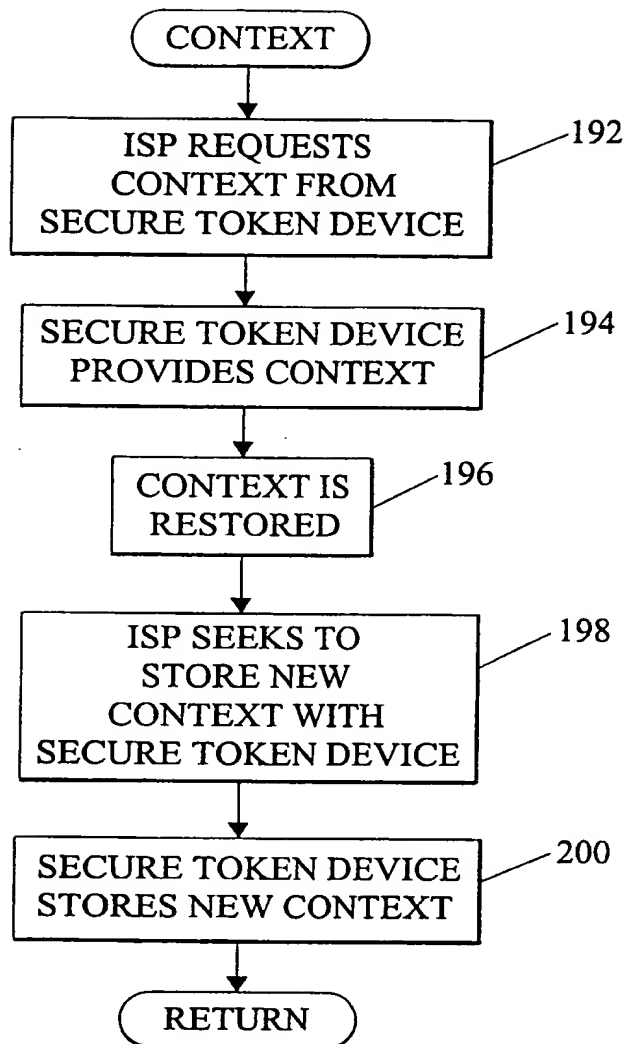 CONTEXT
ISP REQUESTS
CONTEXT FROM
SECURE TOKEN DEVICE
192
SECURE TOKEN DEVICE
PROVIDES CONTEXT
194
CONTEXT IS
RESTORED
196
ISP SEEKS TO
STORE NEW
CONTEXT WITH
SECURE TOKEN DEVICE
198
SECURE TOKEN DEVICE
STORES NEW CONTEXT
200
RETURN